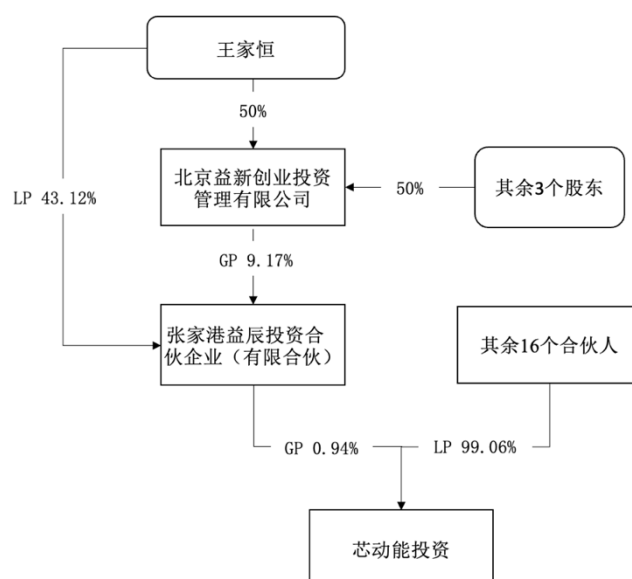 王家恒
50%
北京益新创业投资
管理有限公司
50%
其余3个股东
LP 43.12%
GP 9.17%
张家港益辰投资合
伙企业（有限合伙）
其余16个合伙人
GP 0.94%
LP 99.06%
芯动能投资